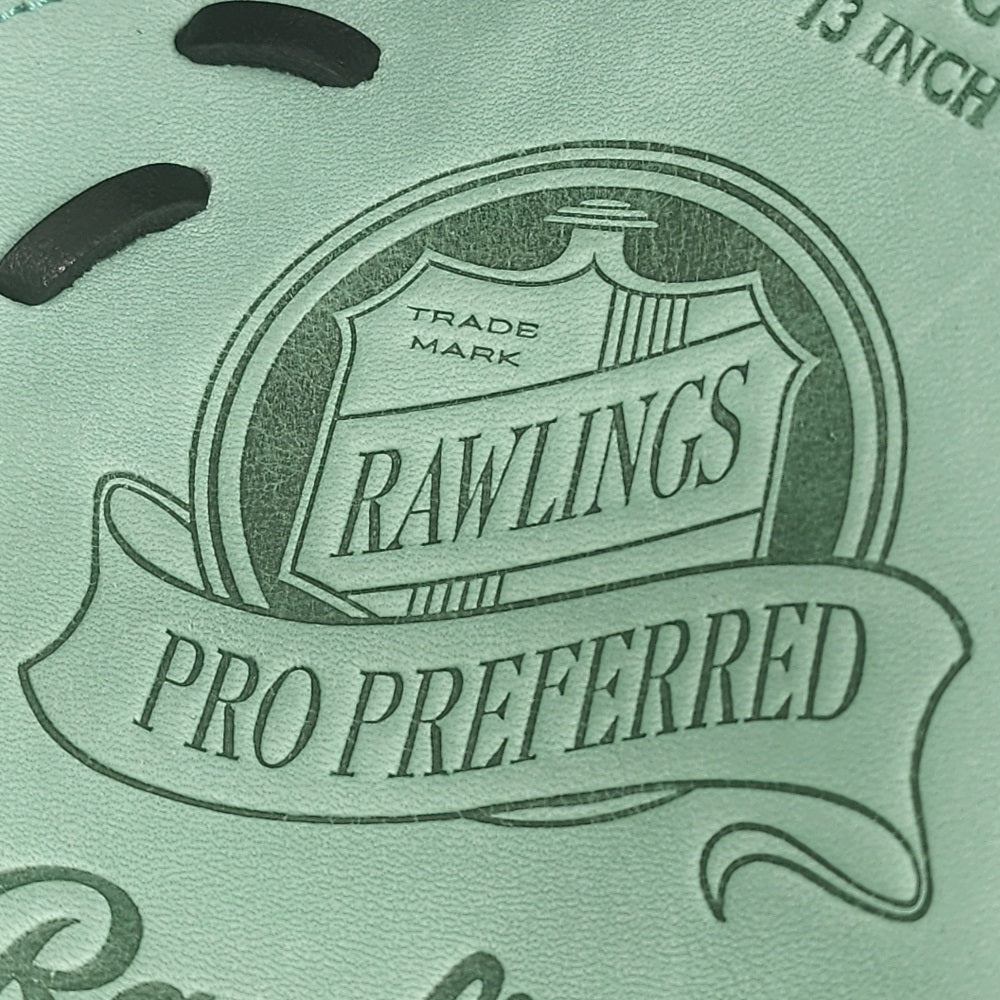 13 INCH
TRADE
MARK
RAWLINGS
PRO PREFERRED